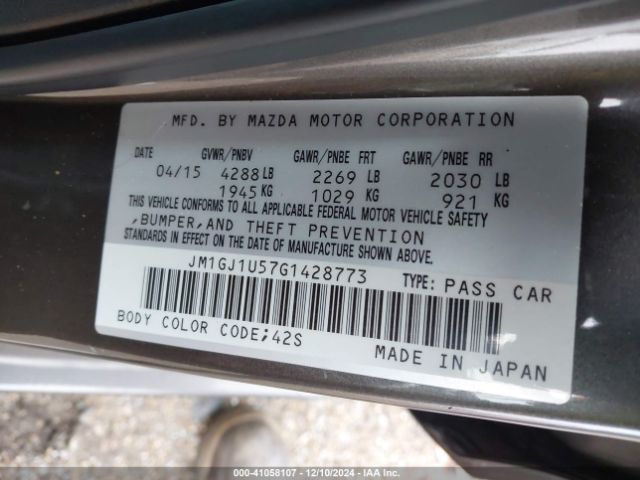 MFD. BY MAZDA MOTOR CORPORATION
DATE GVWR/PNBV GAWR/PNBE FRT GAWR/PNBE RR
04/15 4288 LB 2269 LB 2030 LB
1945 KG 1029 KG 921 KG
THIS VEHICLE CONFORMS TO ALL APPLICABLE FEDERAL MOTOR VEHICLE SAFETY
,BUMPER,AND THEFT PREVENTION
STANDARDS IN EFFECT ON THE DATE OF MANUFACTURE SHOWN ABOVE.
JM1GJ1U57G1428773 TYPE: PASS CAR
BODY COLOR CODE;42S
MADE IN JAPAN
000-41058107 - 12/10/2024 - IAA Inc.